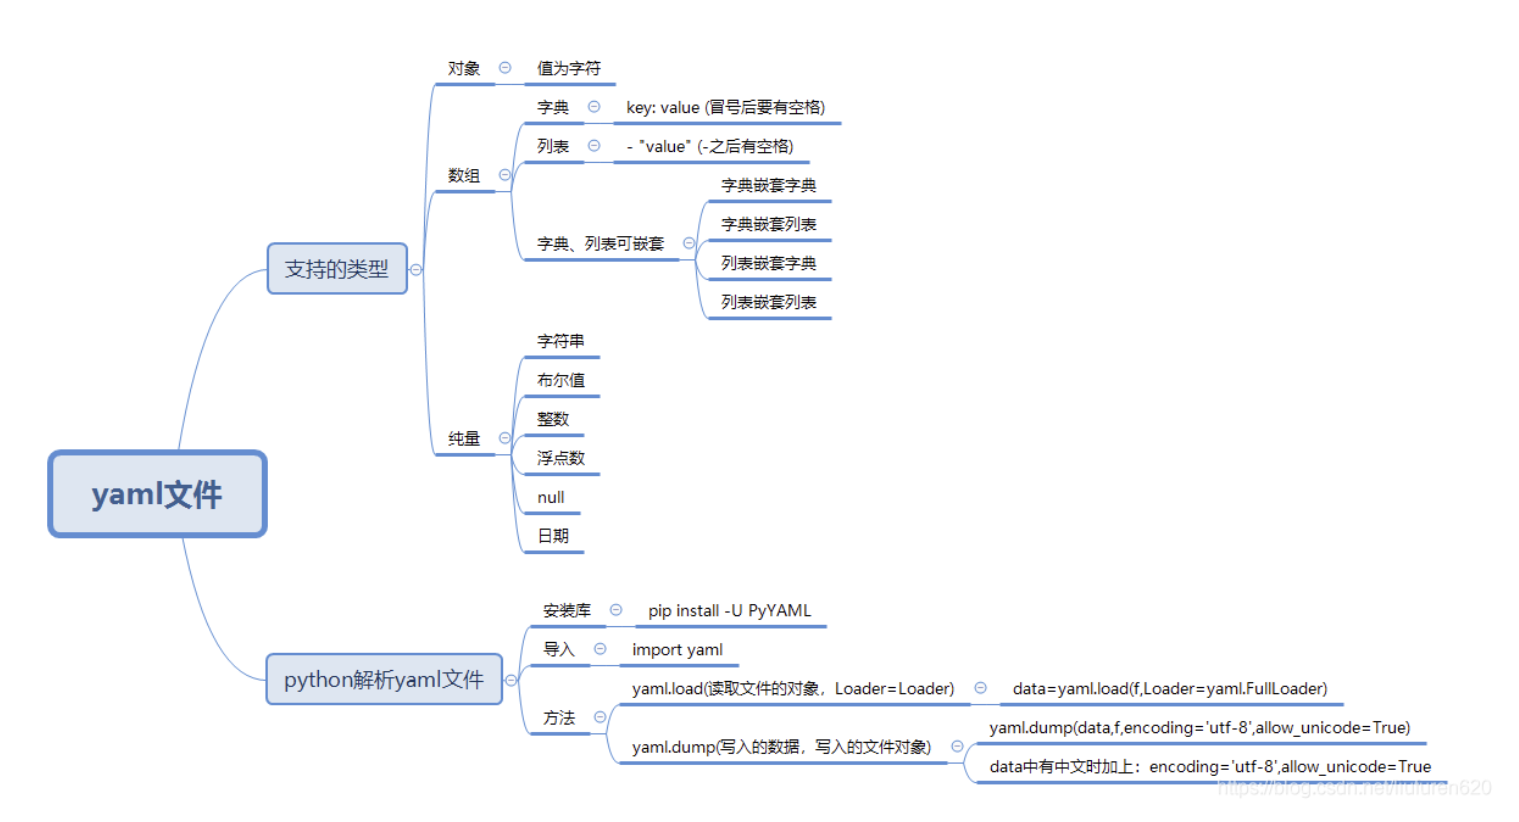 yaml文件
支持的类型
对象
值为字符
数组
字典
key: value (冒号后要有空格)
列表
- "value" (-之后有空格)
字典、列表可嵌套
字典嵌套字典
字典嵌套列表
列表嵌套字典
列表嵌套列表
纯量
字符串
布尔值
整数
浮点数
null
日期
python解析yaml文件
安装库
pip install -U PyYAML
导入
import yaml
方法
yaml.load(读取文件的对象，Loader=Loader)
data=yaml.load(f,Loader=yaml.FullLoader)
yaml.dump(写入的数据，写入的文件对象)
yaml.dump(data,f,encoding='utf-8',allow_unicode=True)
data中有中文时加上：encoding='utf-8',allow_unicode=True